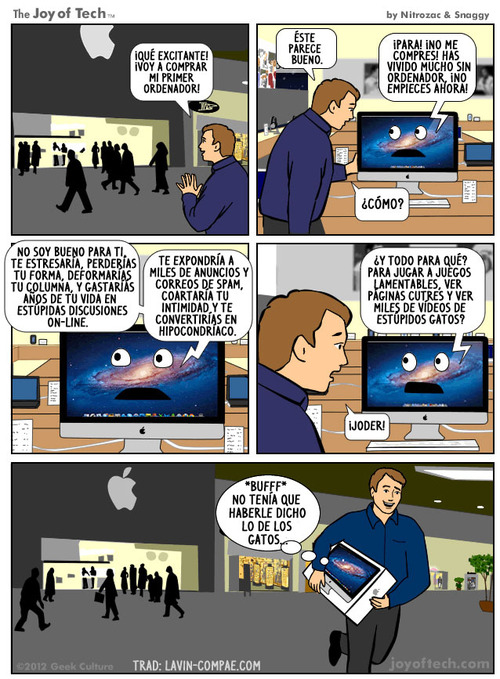 The Joy of Tech™
by Nitrozac & Snaggy
¡QUÉ EXCITANTE!
¡VOY A COMPRAR
MI PRIMER
ORDENADOR!
ÉSTE
PARECE
BUENO.
¡PARA! ¡NO ME
COMPRES! HAS
VIVIDO MUCHO SIN
ORDENADOR, ¡NO
EMPIECES AHORA!
¿CÓMO?
NO SOY BUENO PARA TI,
TE ESTRESARÍA, PERDERÍAS
TU FORMA, DEFORMARÍAS
TU COLUMNA, Y GASTARÍAS
AÑOS DE TU VIDA EN
ESTÚPIDAS DISCUSIONES
ON-LINE.
TE EXPONDRÍA A
MILES DE ANUNCIOS Y
CORREOS DE SPAM,
COARTARÍA TU
INTIMIDAD Y TE
CONVERTIRÍAS EN
HIPOCONDRÍACO.
¿Y TODO PARA QUÉ?
PARA JUGAR A JUEGOS
LAMENTABLES, VER
PÁGINAS CUTRES Y VER
MILES DE VÍDEOS DE
ESTÚPIDOS GATOS?
¡JODER!
*BUFFF*
NO TENÍA QUE
HABERLE DICHO
LO DE LOS
GATOS...
©2012 Geek Culture
TRAD: LAVIN-COMPAE.COM
joyoftech.com